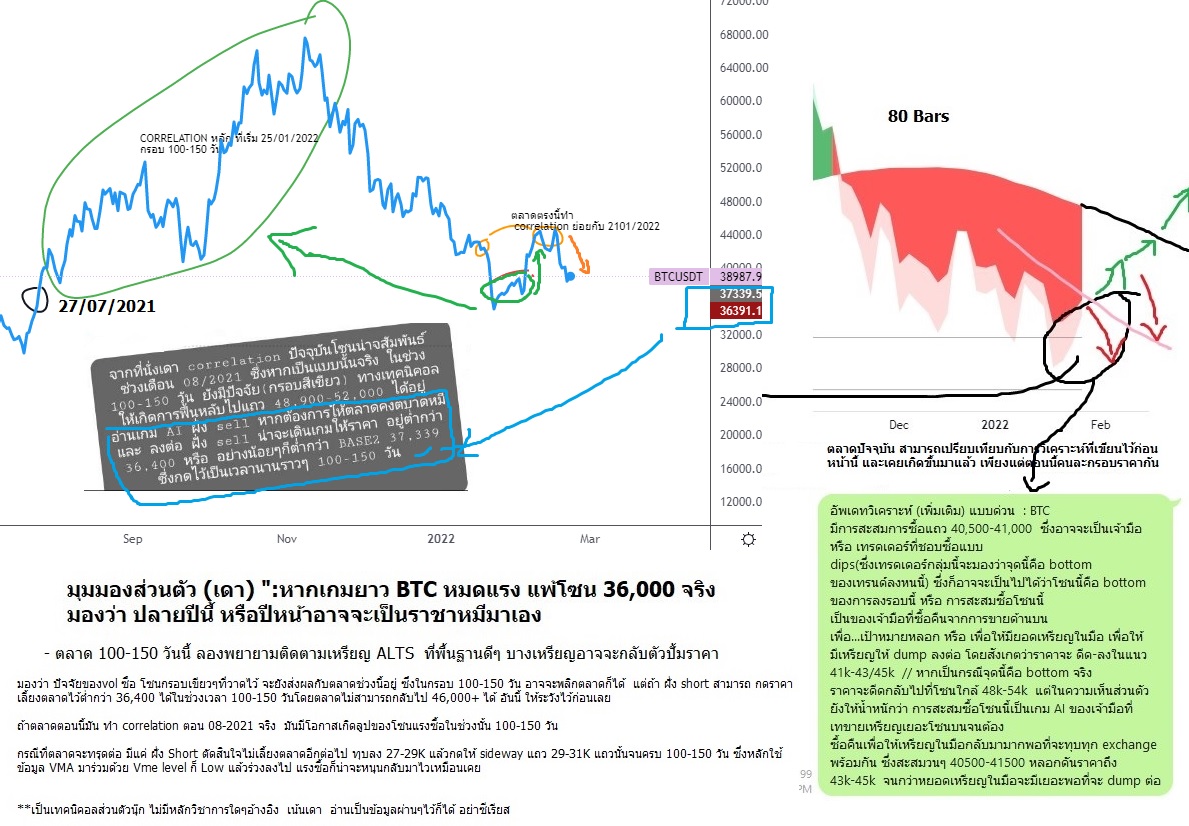 CORRELATION หลัก ที่เริ่ม 25/01/2022
กรอบ 100-150 วัน
27/07/2021
ตลาดตรงนี้ทำ
correlation ย่อยกับ 2101/2022
72000.00
68000.00
64000.00
60000.0
56000.0
52000.0
48000.0
44000.0
40000.0
BTCUSDT 38987.9
37339.5
36391.1
32000.0
28000.0
24000.0
20000.0
16000.0
12000.0
จากที่นั่งเดา correlation ปัจจุบันโซนน่าจสัมพันธ์
ช่วงเดือน 08/2021 ซึ่งหากเป็นแบบนั้นจริง ในช่วง
100-150 วัน ยังมีปัจจัย(กรอบสีเขียว) ทางเทคนิคอล
ให้เกิดการฟื้นหลับไปแถว 48,900-52,000 ได้อยู่
อ่านเกม AI ฝั่ง sell หากต้องการให้ตลาดคงตบาดหมี
และ ลงต่อ ฝั่ง sell น่าจะเดินเกมให้ราคา อยู่ต่ำกว่า
36,400 หรือ อย่างน้อยๆก็ต่ำกว่า BASE2 37,339
ซึ่งกดไว้เป็นเวลานานราวๆ 100-150 วัน
Sep
Nov
2022
Mar
80 Bars
Dec
2022
Feb
ตลาดปัจจุบัน สามารถเปรียบเทียบกับการวิเคราะห์ที่เขียนไว้ก่อน
หน้านี้ และเคยเกิดขึ้นมาแล้ว เพียงแต่ตอนนี้คนละกรอบราคากัน
มุมมองส่วนตัว (เดา) ":หากเกมยาว BTC หมดแรง แพ้โซน 36,000 จริง
มองว่า ปลายปีนี้ หรือปีหน้าอาจจะเป็นราชาหมีมาเอง
- ตลาด 100-150 วันนี้ ลองพยายามติดตามเหรียญ ALTS ที่พื้นฐานดีๆ บางเหรียญอาจจะกลับตัวปั้มราคา
มองว่า ปัจจัยของvol ซื้อ โซนกรอบเขียวๆที่วาดไว้ จะยังส่งผลกับตลาดช่วงนี้อยู่ ซึ่งในกรอบ 100-150 วัน อาจจะพลิกตลาดก็ได้ แต่ถ้า ฝั่ง short สามารถ กดราคา
เลี้ยงตลาดไว้ต่ำกว่า 36,400 ได้ในช่วงเวลา 100-150 วันโดยตลาดไม่สามารถกลับไป 46,000+ ได้ อันนี้ ให้ระวังไว้ก่อนเลย
ถ้าตลาดตอนนี้มัน ทำ correlation ตอน 08-2021 จริง มันมีโอกาสเกิดลูปของโซนแรงซื้อในช่วงนั้น 100-150 วัน
กรณีที่ตลาดจะทรุดต่อ มีแค่ ฝั่ง Short ตัดสินใจไม่เลี้ยงตลาดอีกต่อไป ทุบลง 27-29K แล้วกดให้ sideway แถว 29-31K แถวนั้นจนครบ 100-150 วัน ซึ่งหลักใช้
ข้อมูล VMA มาร่วมด้วย Vme level ก็ Low แล้วร่วงลงไป แรงซื้อก็น่าจะหนุนกลับมาไวเหมือนเคย
**เป็นเทคนิคอลส่วนตัวนุ๊ก ไม่มีหลักวิชาการใดๆอ้างอิง เน้นเดา อ่านเป็นข้อมูลผ่านๆไว้ก็ได้ อย่าซีเรียส
อัพเดทวิเคราะห์ (เพิ่มเติม) แบบด่วน : BTC
มีการสะสมการซื้อแถว 40,500-41,000 ซึ่งอาจจะเป็นเจ้ามือ
หรือ เทรดเดอร์ที่ชอบซื้อแบบ
dips(ซึ่งเทรดเดอร์กลุ่มนี้จะมองว่าจุดนี้คือ bottom
ของเทรนด์ลงหนนี้) ซึ่งก็อาจจะเป็นไปได้ว่าโซนนี้คือ bottom
ของการลงรอบนี้ หรือ การสะสมซื้อโซนนี้
เป็นของเจ้ามือที่ซื้อคืนจากการขายด้านบน
เพื่อ...เป้าหมายหลอก หรือ เพื่อให้มียอดเหรียญในมือ เพื่อให้
มีเหรียญให้ dump ลงต่อ โดยสังเกตว่าราคาจะ ดีด-ลงในแนว
41k-43/45k // หากเป็นกรณีจุดนี้คือ bottom จริง
ราคาจะดีดกลับไปที่โซนใกล้ 48k-54k แต่ในความเห็นส่วนตัว
ยังให้น้ำหนักว่า การสะสมซื้อโซนนี้เป็นเกม AI ของเจ้ามือที่
เทขายเหรียญเยอะโซนบนจนต้อง
ซื้อคืนเพื่อให้เหรียญในมือกลับมามากพอที่จะทุบทุก exchange
พร้อมกัน ซึ่งสะสมวนๆ 40500-41500 หลอกดันราคาถึง
43k-45k จนกว่าหยอดเหรียญในมือจะมีเยอะพอที่จะ dump ต่อ
99
PM